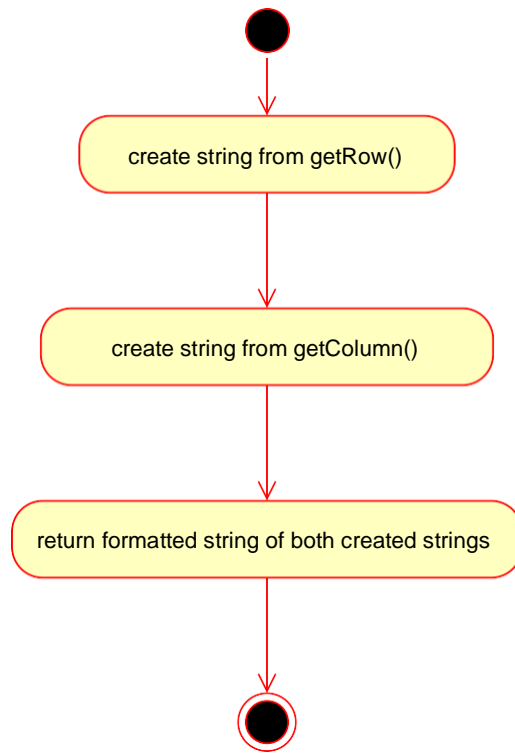 create string from getRow()
create string from getColumn()
return formatted string of both created strings